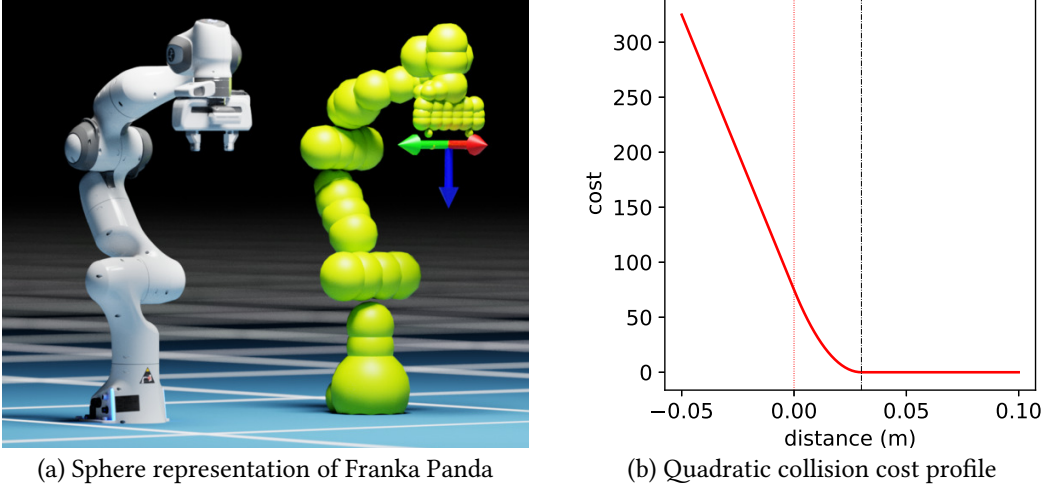 300
250
200
150
100
50
0
cost
−0.05 0.00 0.05 0.10
distance (m)
(a) Sphere representation of Franka Panda
(b) Quadratic collision cost profile